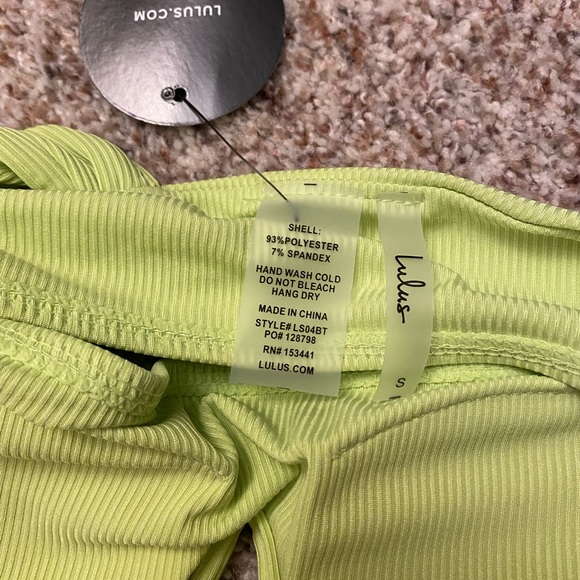 LULUS.COM
SHELL:
93%POLYESTER
7% SPANDEX
HAND WASH COLD
DO NOT BLEACH
HANG DRY
MADE IN CHINA
STYLE# LS04BT
PO# 128798
RN# 153441
LULUS.COM
Lulus
S